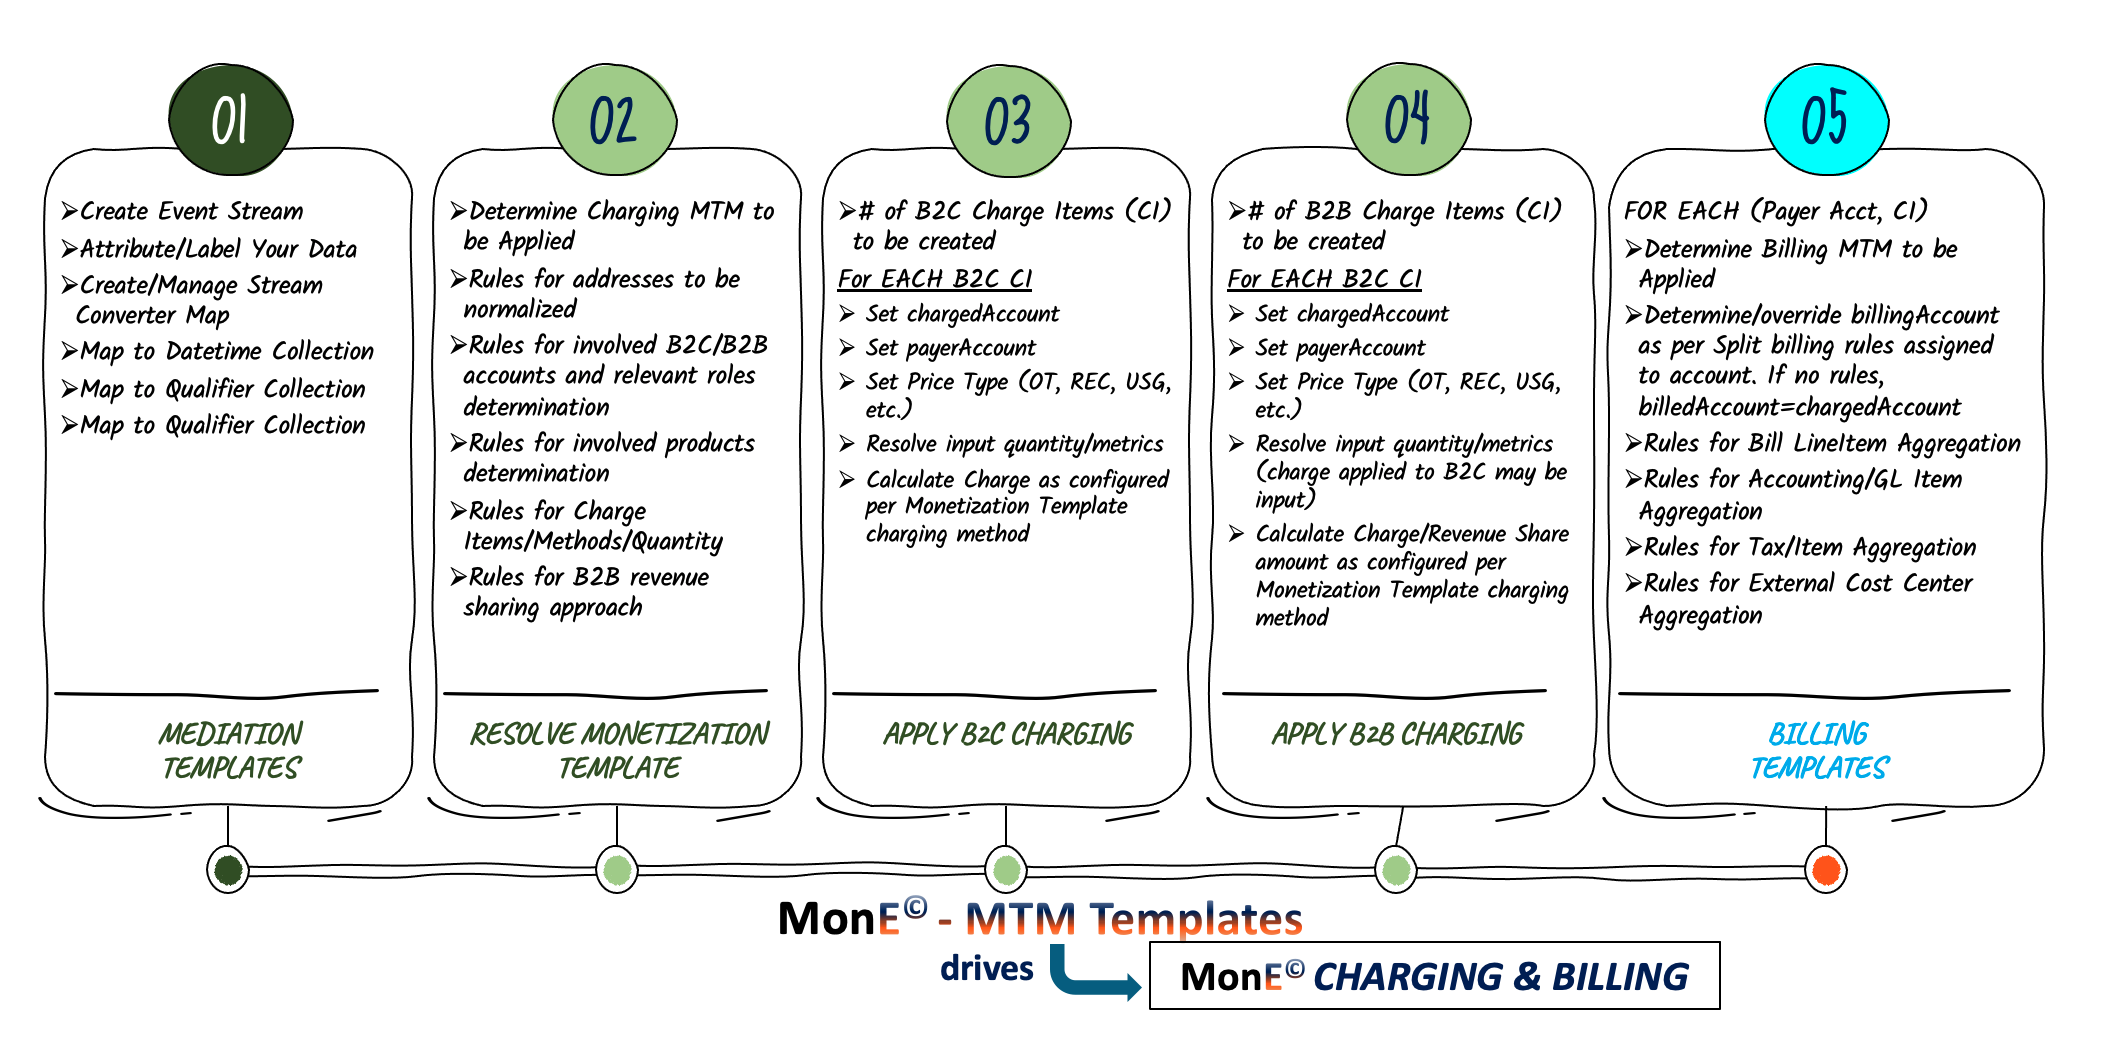 01
➢Create Event Stream
➢Attribute/Label Your Data
➢Create/Manage Stream
Converter Map
➢Map to Datetime Collection
➢Map to Qualifier Collection
➢Map to Qualifier Collection
MEDIATION
TEMPLATES
02
➢Determine Charging MTM to
be Applied
➢Rules for addresses to be
normalized
➢Rules for involved B2C/B2B
accounts and relevant roles
determination
➢Rules for involved products
determination
➢Rules for Charge
Items/Methods/Quantity
➢Rules for B2B revenue
sharing approach
RESOLVE MONETIZATION
TEMPLATE
03
➢# of B2C Charge Items (CI)
to be created
For EACH B2C CI
➢ Set chargedAccount
➢ Set payerAccount
➢ Set Price Type (OT, REC, USG,
etc.)
➢ Resolve input quantity/metrics
➢ Calculate Charge as configured
per Monetization Template
charging method
APPLY B2C CHARGING
04
➢# of B2B Charge Items (CI)
to be created
For EACH B2C CI
➢ Set chargedAccount
➢ Set payerAccount
➢ Set Price Type (OT, REC, USG,
etc.)
➢ Resolve input quantity/metrics
(charge applied to B2C may be
input)
➢ Calculate Charge/Revenue Share
amount as configured per
Monetization Template charging
method
APPLY B2B CHARGING
05
FOR EACH (Payer Acct, CI)
➢Determine Billing MTM to be
Applied
➢Determine/override billingAccount
as per Split billing rules assigned
to account. If no rules,
billedAccount=chargedAccount
➢Rules for Bill LineItem Aggregation
➢Rules for Accounting/GL Item
Aggregation
➢Rules for Tax/Item Aggregation
➢Rules for External Cost Center
Aggregation
BILLING
TEMPLATES
MonE© - MTM Templates
drives
MonE© CHARGING & BILLING